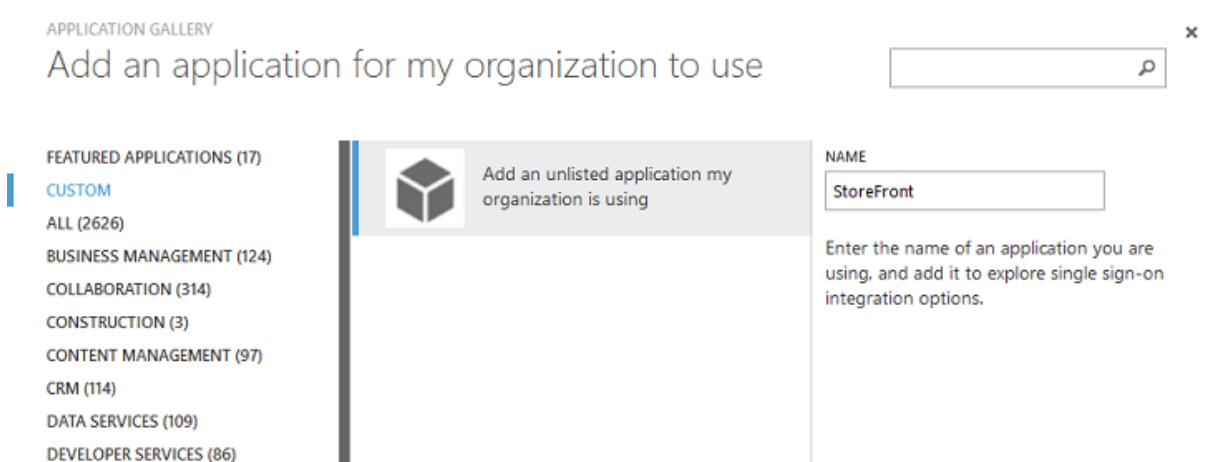 APPLICATION GALLERY
Add an application for my organization to use
FEATURED APPLICATIONS (17)
CUSTOM
ALL (2626)
BUSINESS MANAGEMENT (124)
COLLABORATION (314)
CONSTRUCTION (3)
CONTENT MANAGEMENT (97)
CRM (114)
DATA SERVICES (109)
DEVELOPER SERVICES (86)
Add an unlisted application my
organization is using
NAME
StoreFront
Enter the name of an application you are
using, and add it to explore single sign-on
integration options.